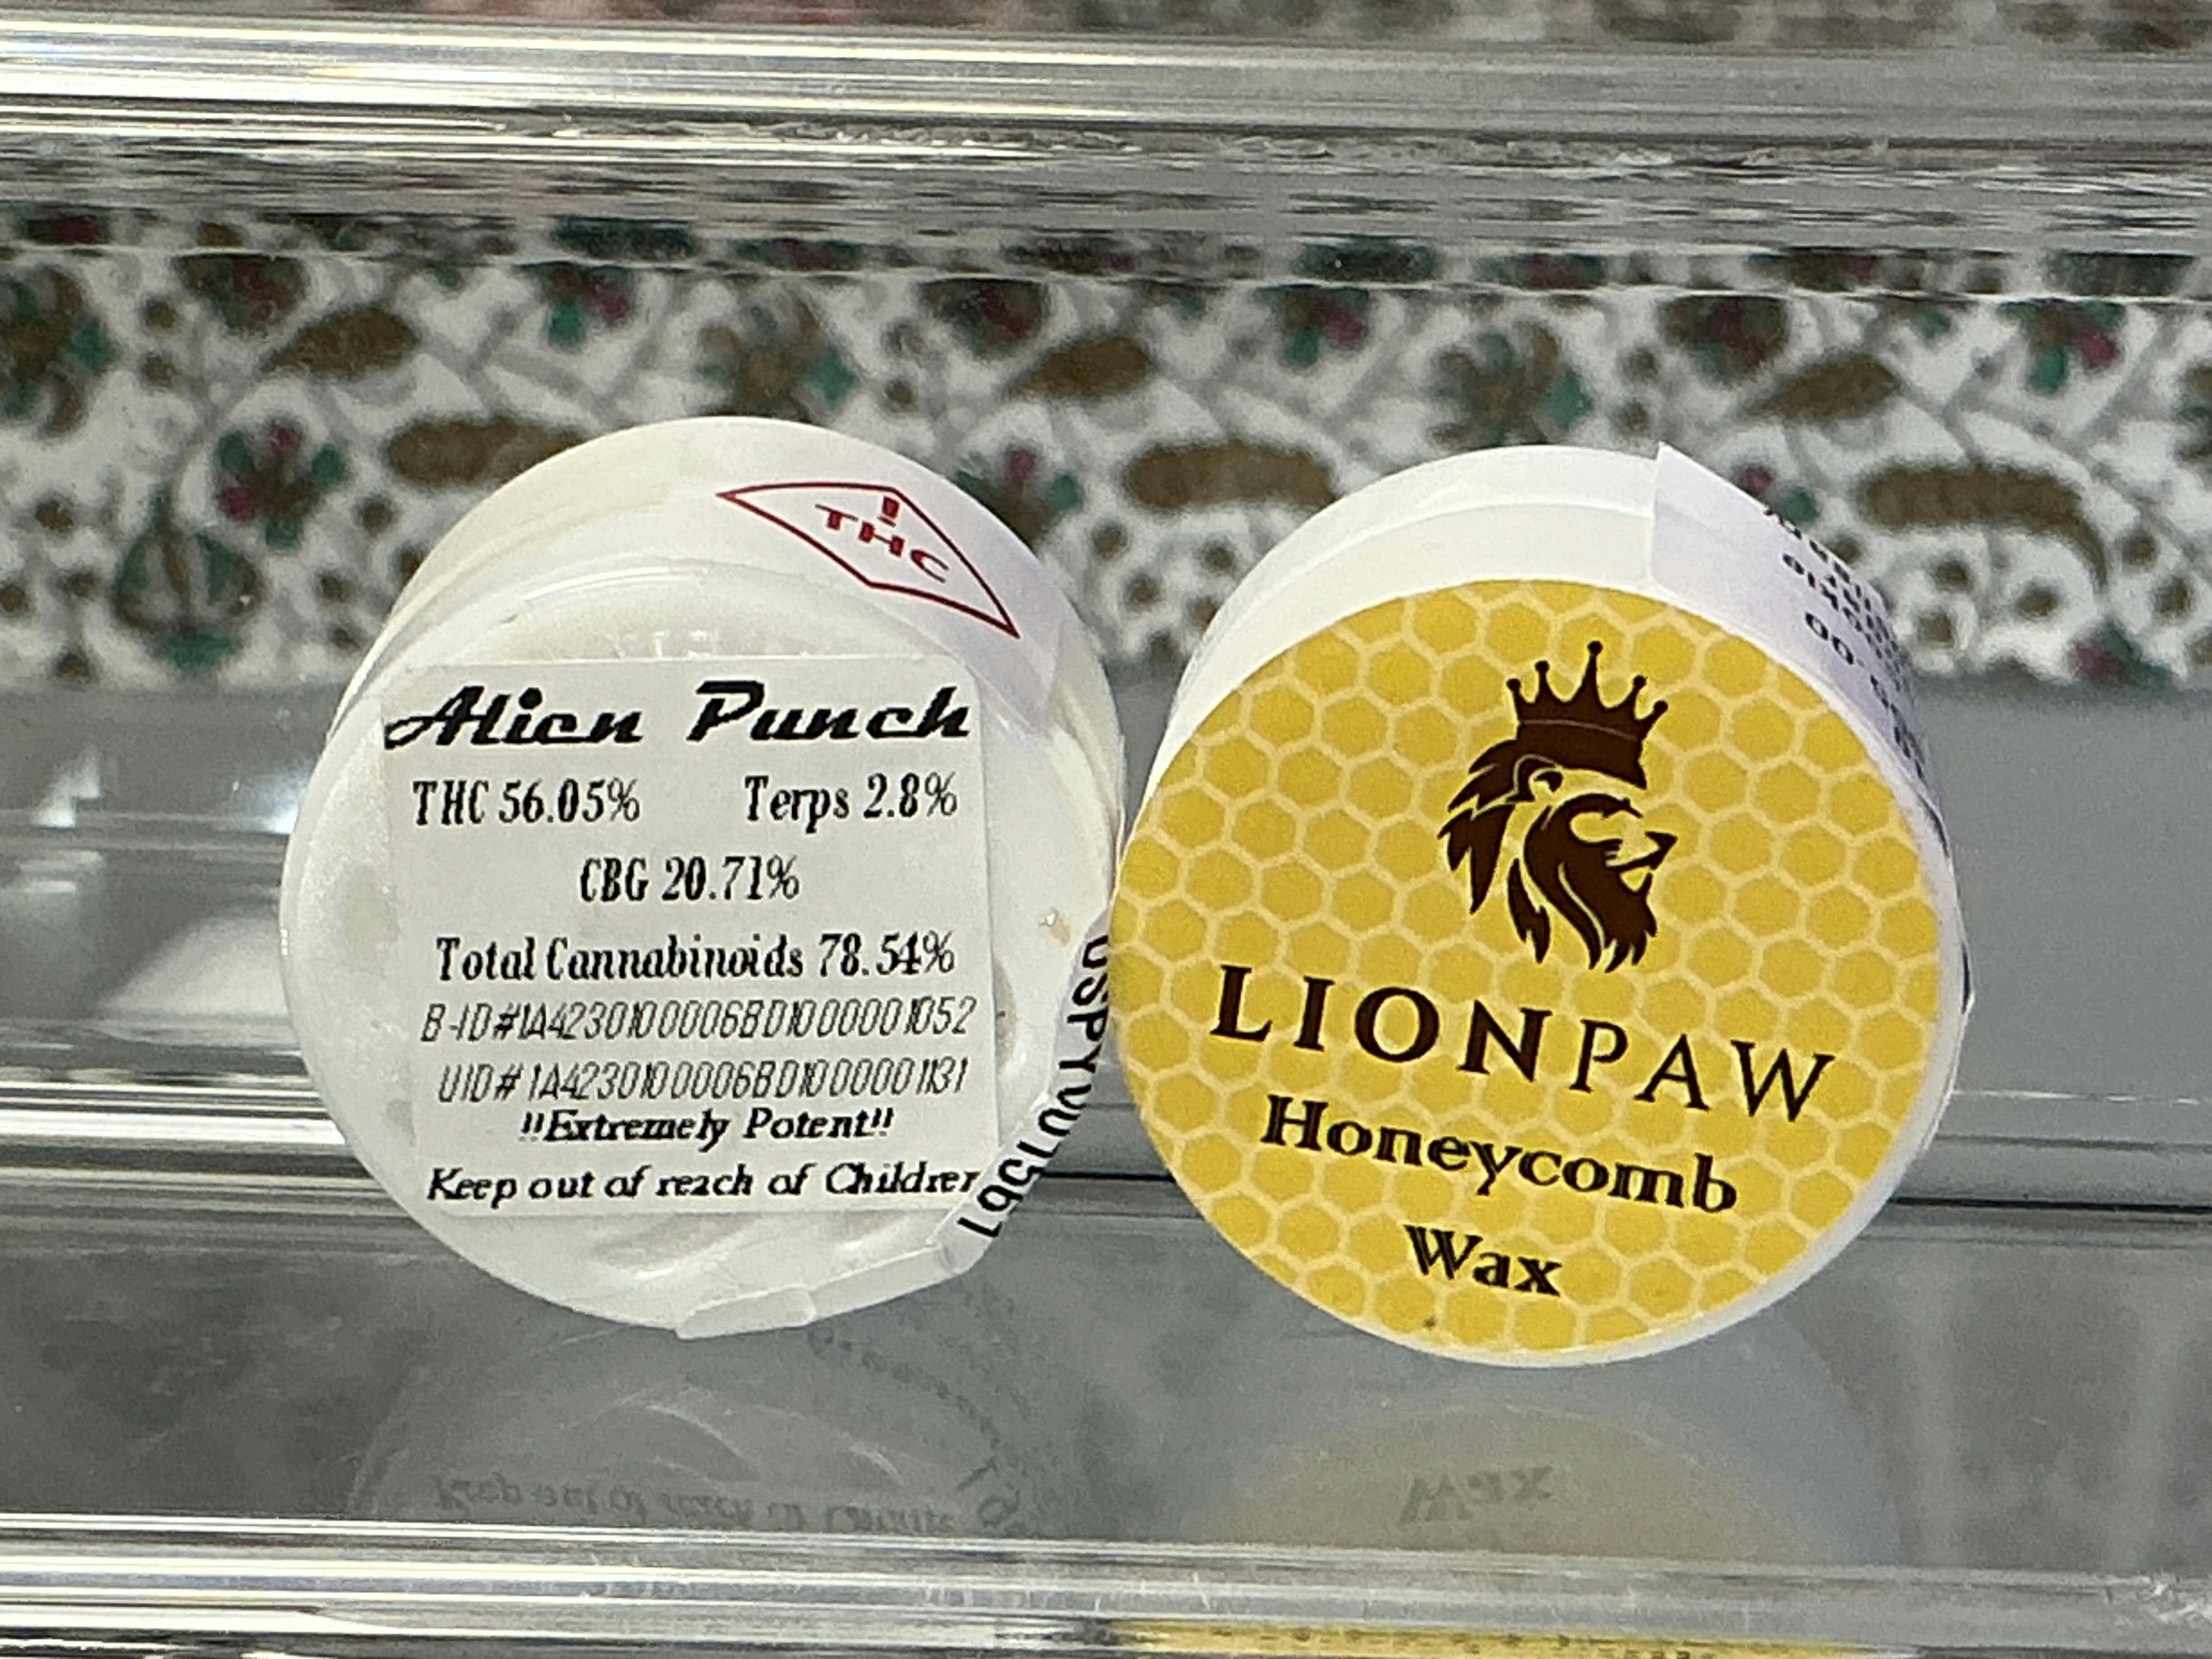 !
THC
Alien Punch
THC 56.05% Terps 2.8%
CBG 20.71%
Total Cannabinoids 78.54%
B-ID#1A4230100006BD1000001052
UID# 1A4230100006BD1000001131
!!Extremely Potent!!
Keep out of reach of Children
LIONPAW
Honeycomb
Wax